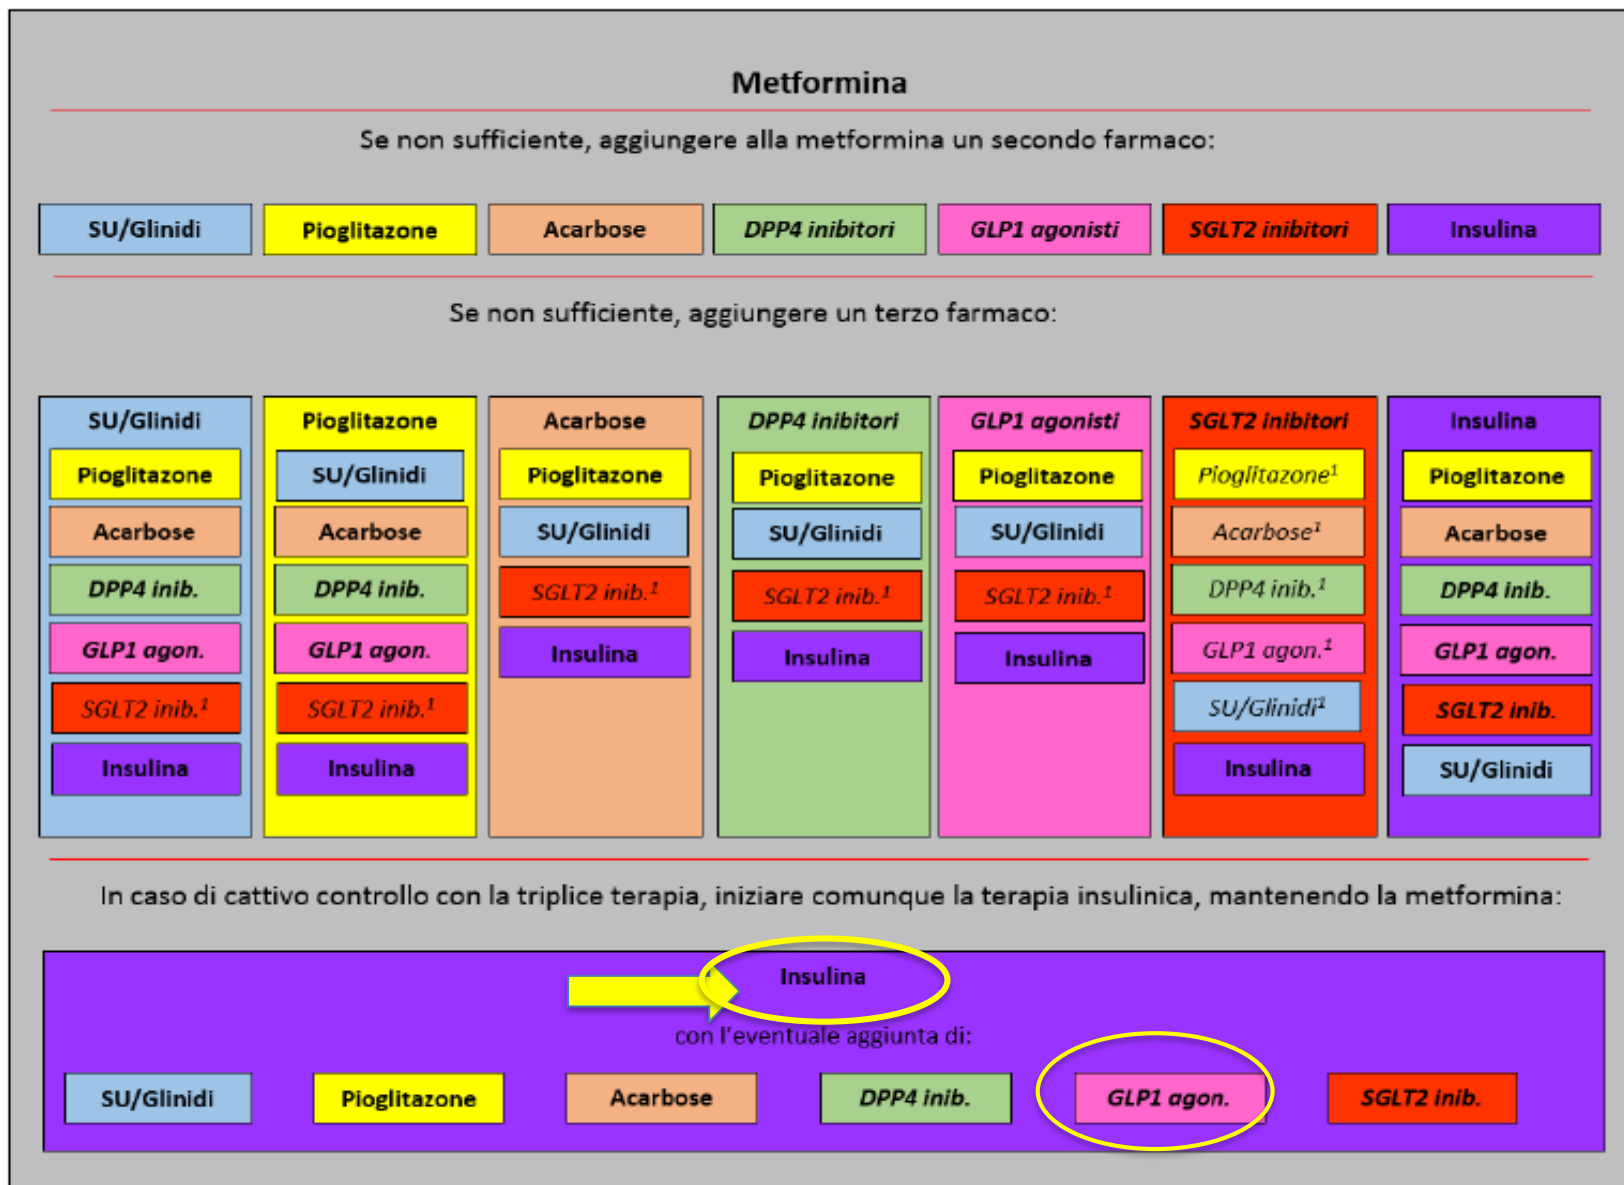 Metformina
Se non sufficiente, aggiungere alla metformina un secondo farmaco:
SU/Glinidi
Pioglitazone
Acarbose
DPP4 inibitori
GLP1 agonisti
SGLT2 inibitori
Insulina
Se non sufficiente, aggiungere un terzo farmaco:
SU/Glinidi
Pioglitazone
Acarbose
DPP4 inib.
GLP1 agon.
SGLT2 inib.¹
Insulina
Pioglitazone
SU/Glinidi
Acarbose
DPP4 inib.
GLP1 agon.
SGLT2 inib.¹
Insulina
Acarbose
Pioglitazone
SU/Glinidi
SGLT2 inib.¹
Insulina
DPP4 inibitori
Pioglitazone
SU/Glinidi
SGLT2 inib.¹
Insulina
GLP1 agonisti
Pioglitazone
SU/Glinidi
SGLT2 inib.¹
Insulina
SGLT2 inibitori
Pioglitazone¹
Acarbose¹
DPP4 inib.¹
GLP1 agon.¹
SU/Glinidi¹
Insulina
Insulina
Pioglitazone
Acarbose
DPP4 inib.
GLP1 agon.
SGLT2 inib.
SU/Glinidi
In caso di cattivo controllo con la triplice terapia, iniziare comunque la terapia insulinica, mantenendo la metformina:
Insulina
con l'eventuale aggiunta di:
SU/Glinidi
Pioglitazone
Acarbose
DPP4 inib.
GLP1 agon.
SGLT2 inib.